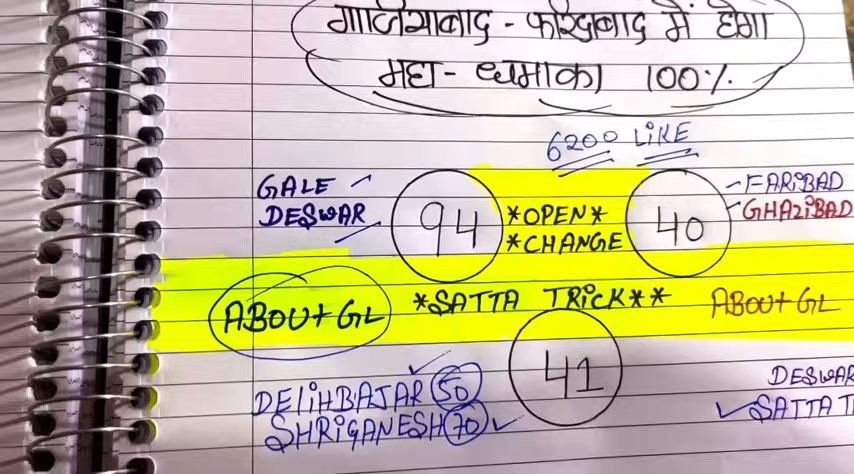 गाजियाबाद - फरिदाबाद में होगा
महा - धमाका 100%
6200 LiKE
GALE
DESWAR
94
*OPEN*
*CHANGE
40
FARiBAD
GHAZiBAD
ABOUt GL
*SATTA TRiCK**
ABOUt GL
41
DELiHBAJAR 50
SHRiGANESH 70
DESWAR
SATTA T